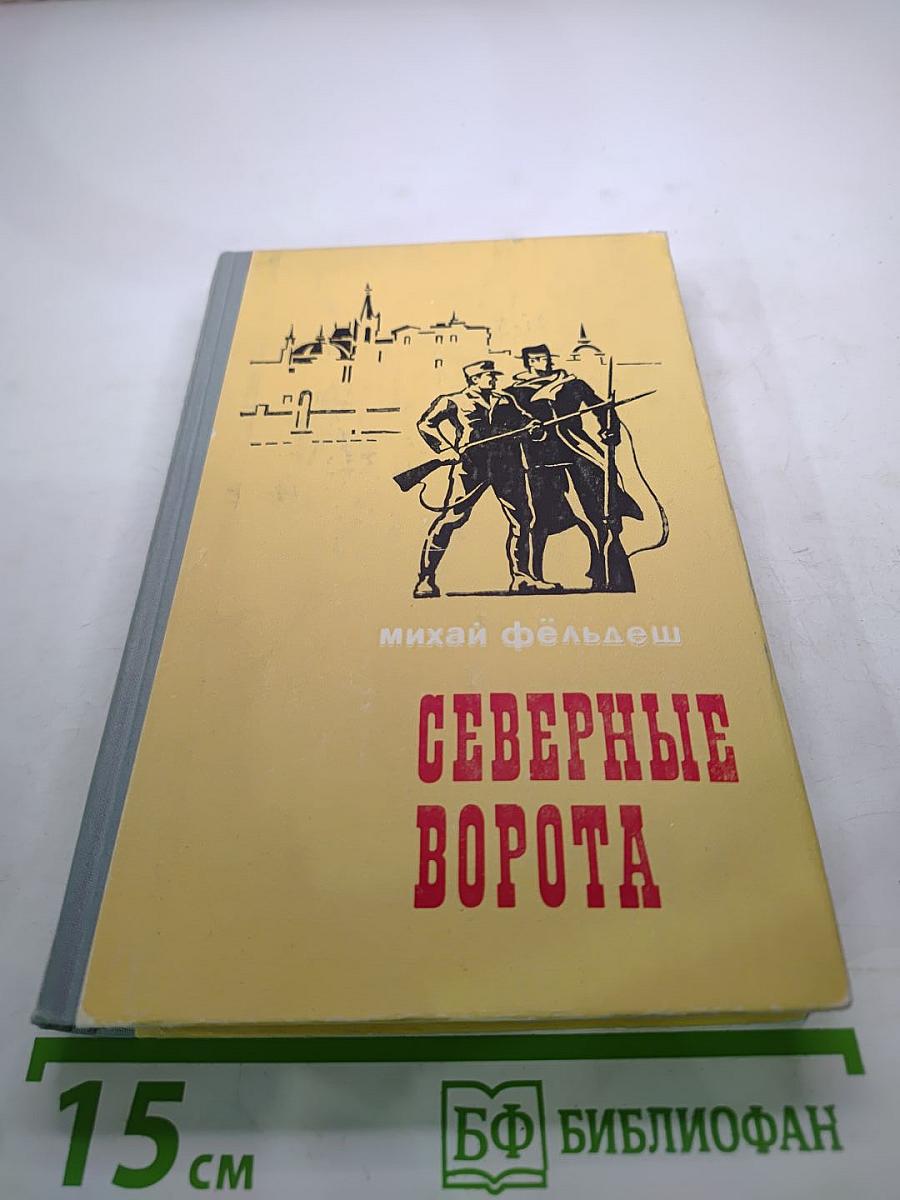 михай фёльдеш
СЕВЕРНЫЕ
ВОРОТА
15 см
БФ БИБЛИОФАН